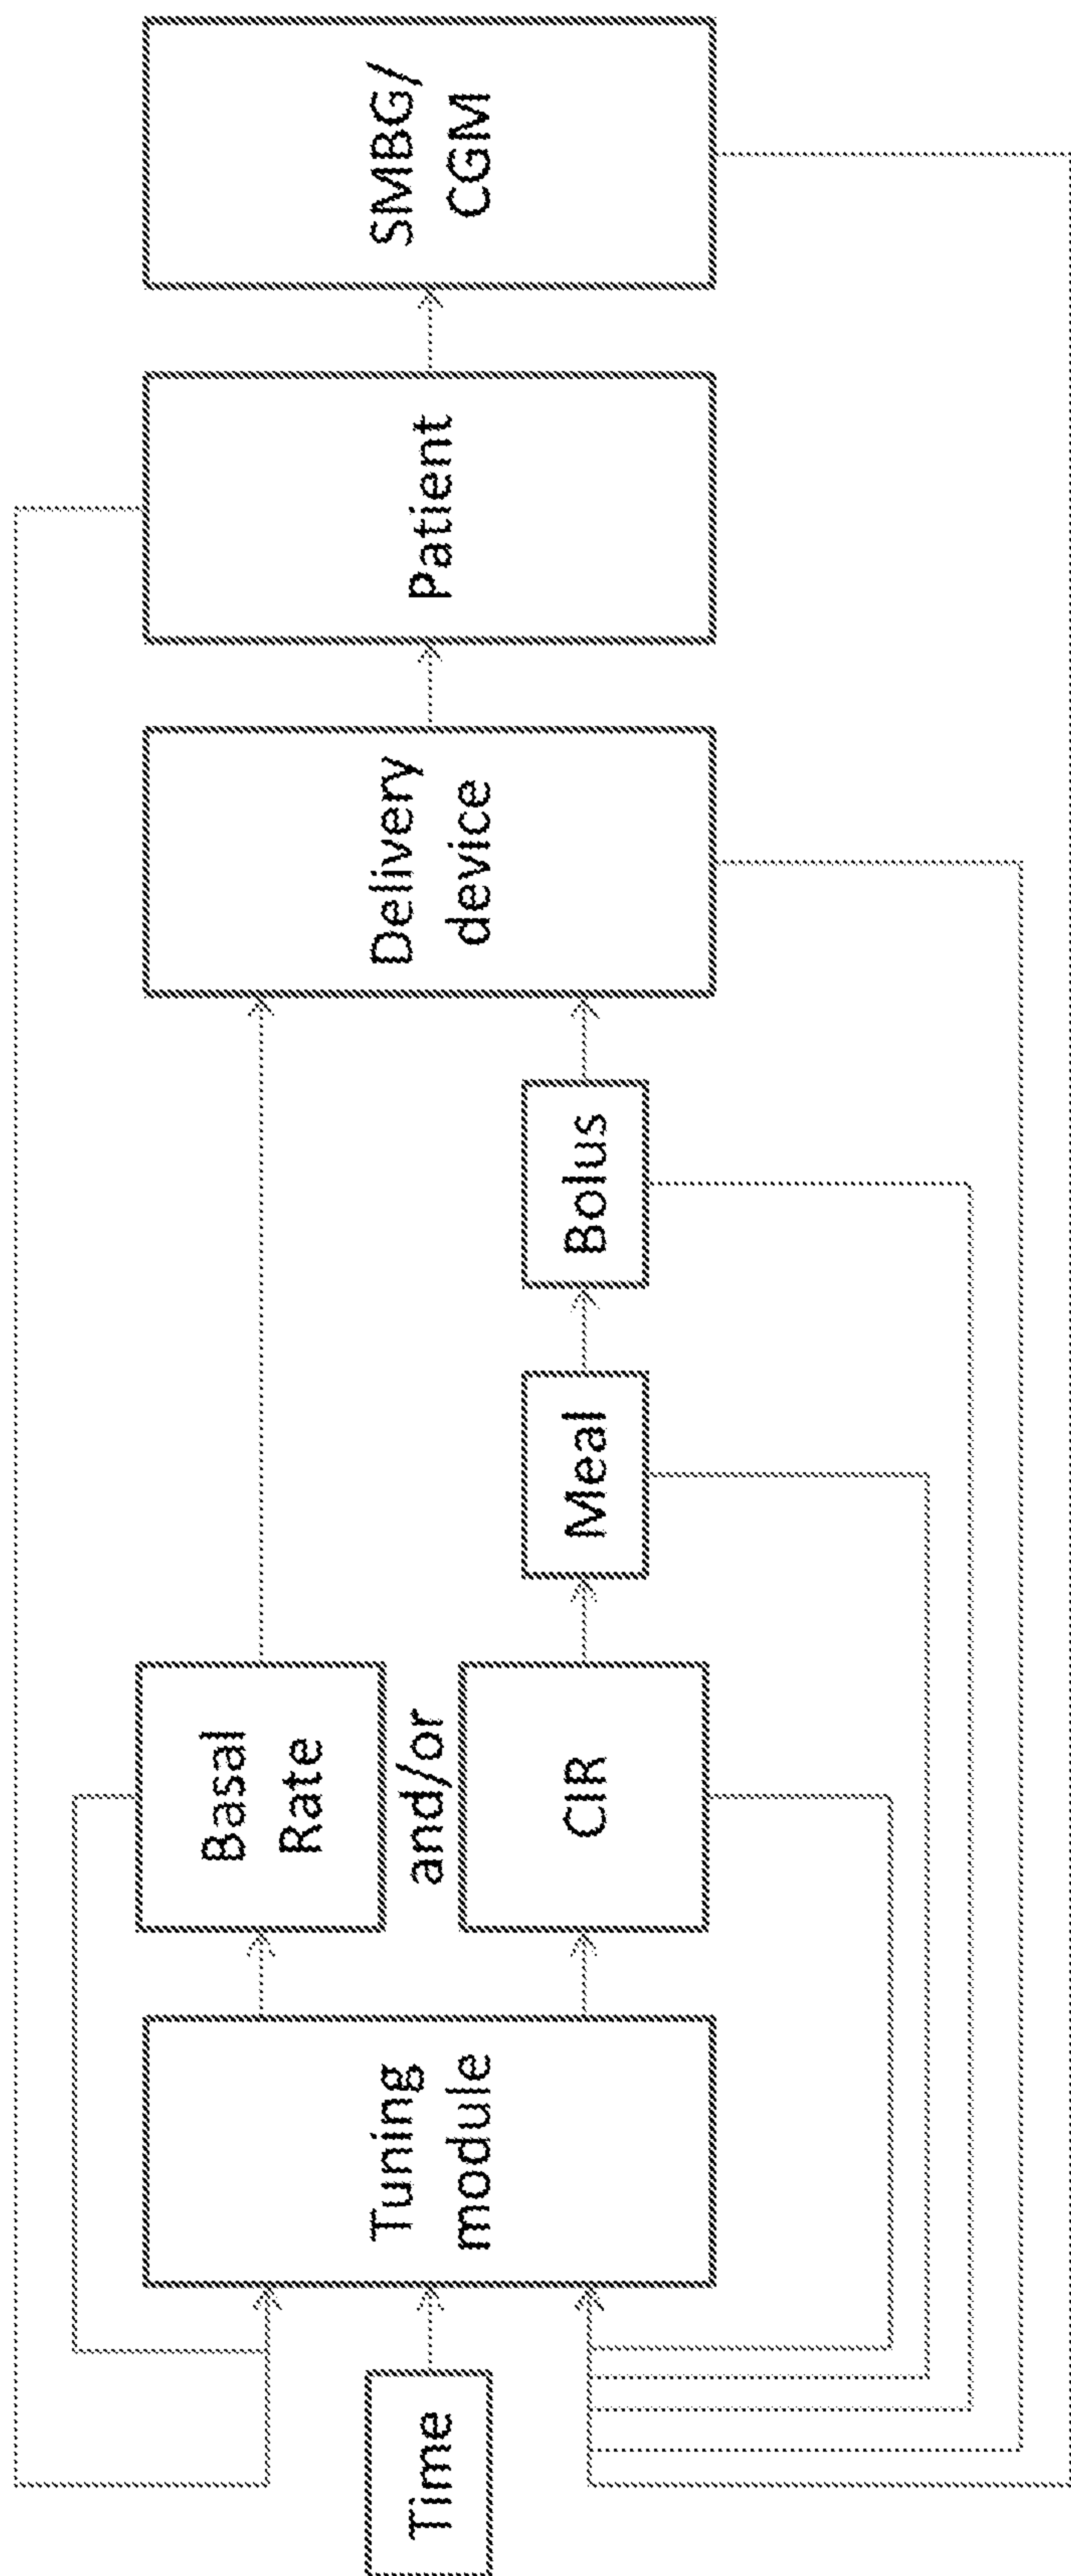 Time
Tuning
module
Basal
Rate
and/or
CIR
Meal
Bolus
Delivery
device
Patient
SMBG/
CGM